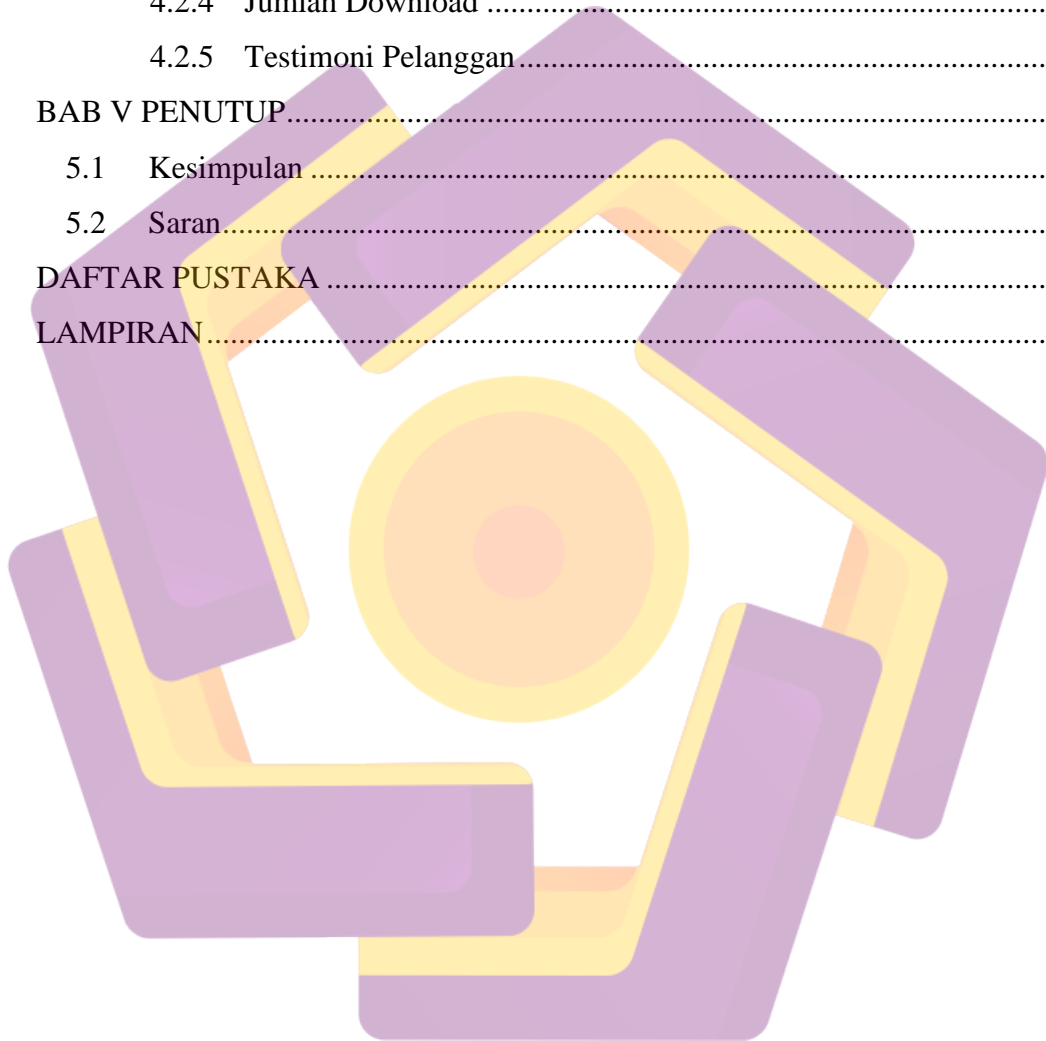 4.2.4 Jumlah Download ........................................................................
4.2.5 Testimoni Pelanggan ....................................................................
BAB V PENUTUP ................................................................................................
5.1 Kesimpulan ..............................................................................................
5.2 Saran .........................................................................................................
DAFTAR PUSTAKA ...........................................................................................
LAMPIRAN ..........................................................................................................